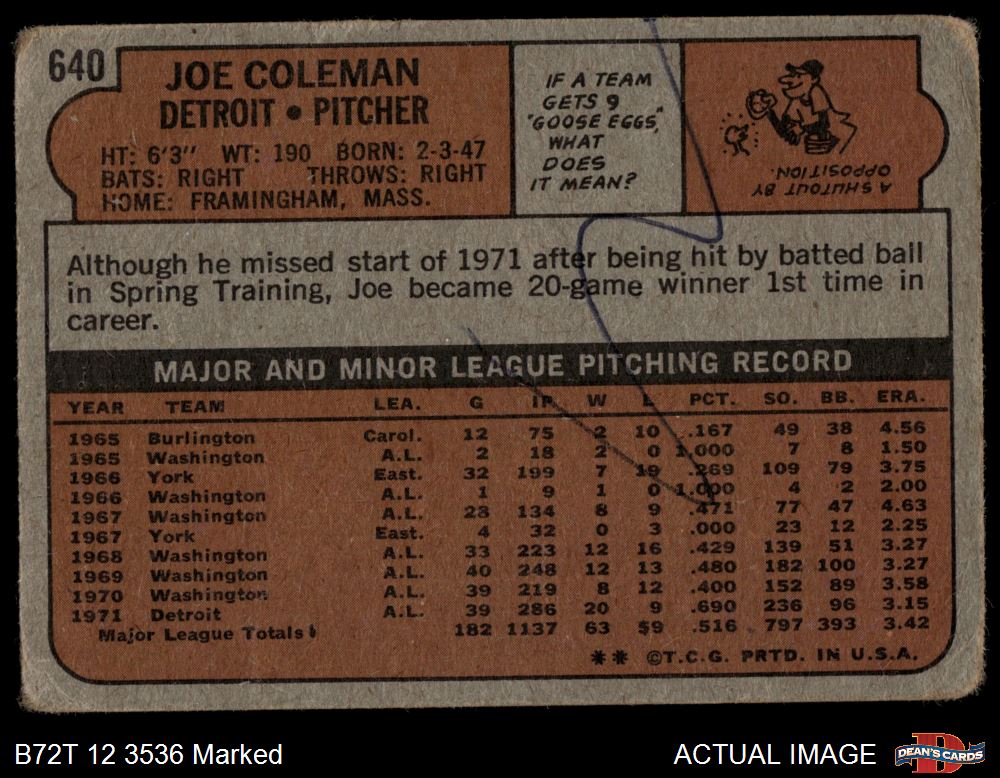 640
JOE COLEMAN
DETROIT • PITCHER
HT: 6'3" WT: 190 BORN: 2-3-47
BATS: RIGHT THROWS: RIGHT
HOME: FRAMINGHAM, MASS.
IF A TEAM
GETS 9
"GOOSE EGGS,"
WHAT
DOES
IT MEAN?
A SHUTOUT BY
OPPOSITION.
Although he missed start of 1971 after being hit by batted ball
in Spring Training, Joe became 20-game winner 1st time in
career.
MAJOR AND MINOR LEAGUE PITCHING RECORD
YEAR TEAM LEA. G IP W L PCT. SO. BB. ERA.
1965 Burlington Carol. 12 75 2 10 .167 49 38 4.56
1965 Washington A.L. 2 18 2 0 1.000 7 8 1.50
1966 York East. 32 199 7 19 .269 109 79 3.75
1966 Washington A.L. 1 9 1 0 1.000 4 2 2.00
1967 Washington A.L. 28 134 8 9 .471 77 47 4.63
1967 York East. 4 32 0 3 .000 23 12 2.25
1968 Washington A.L. 33 223 12 16 .429 139 51 3.27
1969 Washington A.L. 40 248 12 13 .480 182 100 3.27
1970 Washington A.L. 39 219 8 12 .400 152 89 3.58
1971 Detroit A.L. 39 286 20 9 .690 236 96 3.15
Major League Totals 182 1137 63 59 .516 797 393 3.42
** ©T.C.G. PRTD. IN U.S.A.
B72T 12 3536 Marked
ACTUAL IMAGE
DEAN'S CARDS